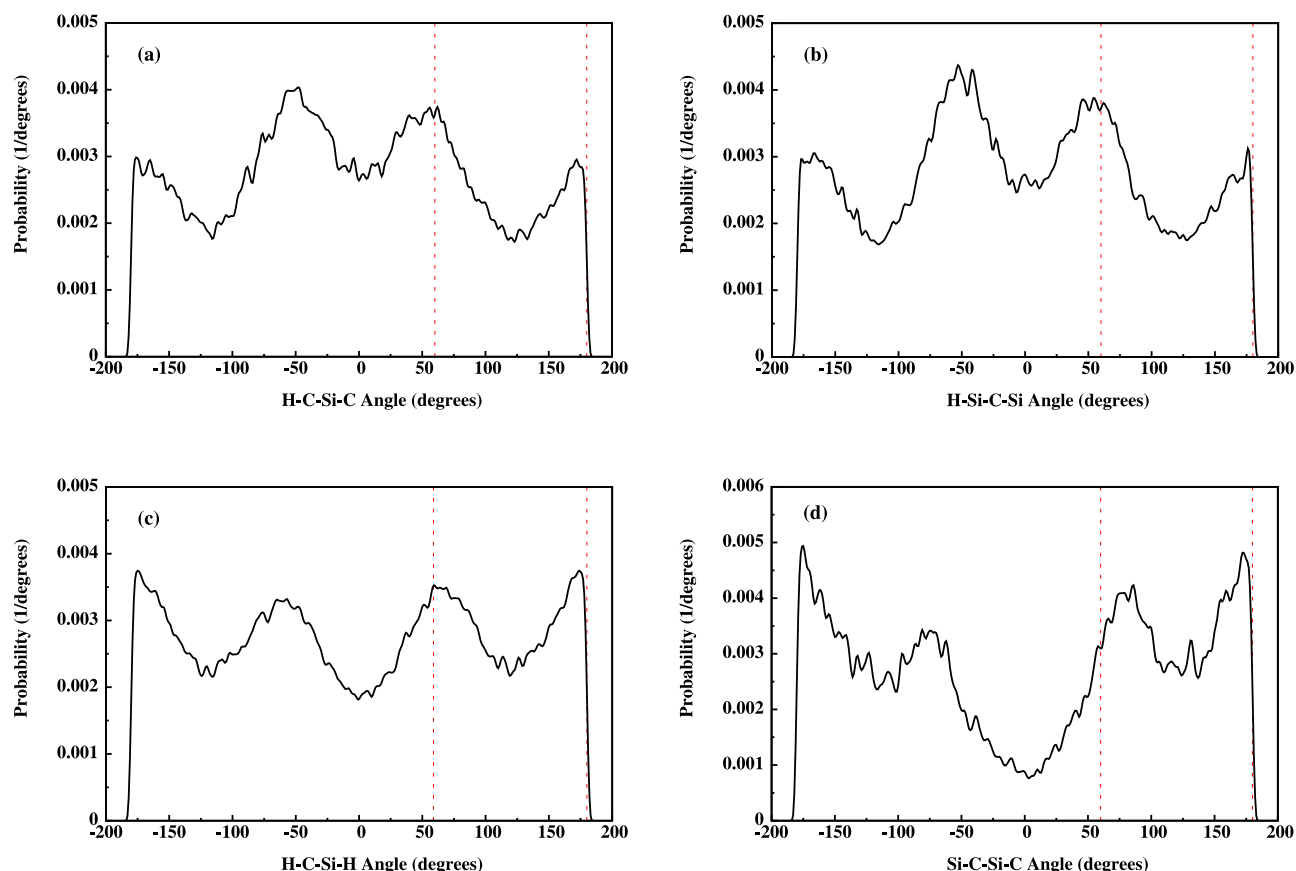 0.005
0.004
0.003
0.002
0.001
0
Probability (1/degrees)
(a)
-200 -150 -100 -50 0 50 100 150 200
H-C-Si-C Angle (degrees)
0.005
0.004
0.003
0.002
0.001
0
Probability (1/degrees)
(b)
-200 -150 -100 -50 0 50 100 150 200
H-Si-C-Si Angle (degrees)
0.005
0.004
0.003
0.002
0.001
0
Probability (1/degrees)
(c)
-200 -150 -100 -50 0 50 100 150 200
H-C-Si-H Angle (degrees)
0.006
0.005
0.004
0.003
0.002
0.001
0
Probability (1/degrees)
(d)
-200 -150 -100 -50 0 50 100 150 200
Si-C-Si-C Angle (degrees)